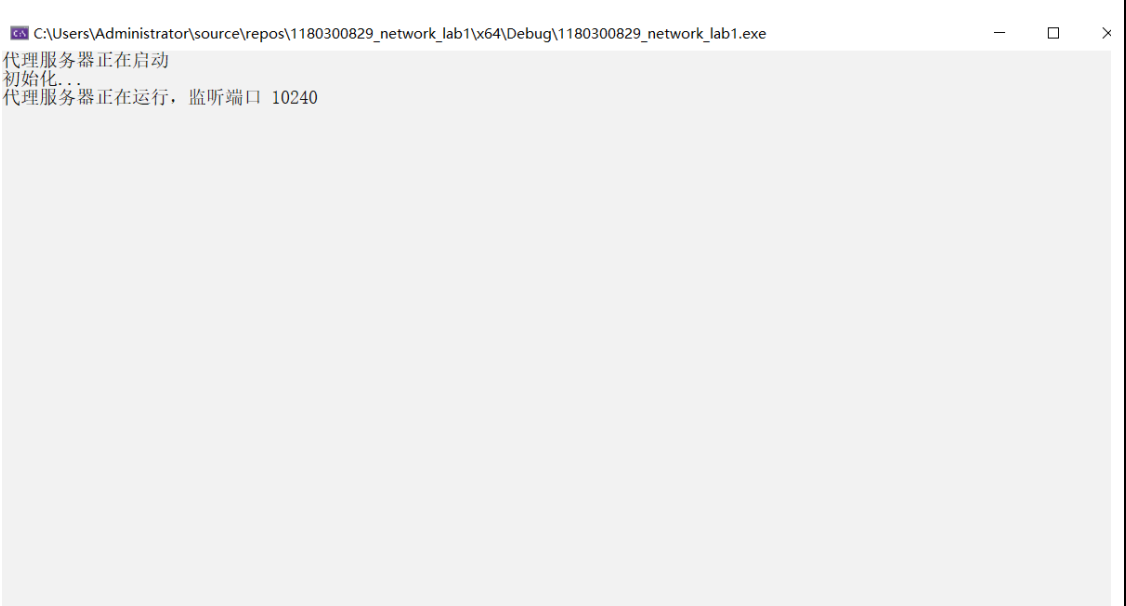 C:\Users\Administrator\source\repos\1180300829_network_lab1\x64\Debug\1180300829_network_lab1.exe
代理服务器正在启动
初始化...
代理服务器正在运行，监听端口 10240